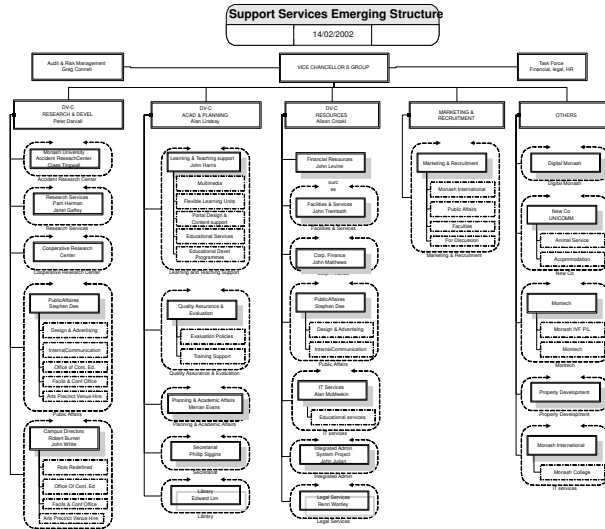 Support Services Emerging Structure
14/02/2002
Audit & Risk Management
Greg Connell
VICE CHANCELLOR S GROUP
Task Force
Financial, legal, HR
DV-C
RESEARCH & DEVEL
Peter Darvall
DV-C
ACAD & PLANNING
Alan Lindsay
DV-C
RESOURCES
Alison Crook
MARKETING &
RECRUITMENT
OTHERS
Monash University
Accident ReseachCenter
Claes Tingwall
Accident Research Center
Research Services
Pam Herman
Janet Gaffey
Research Services
Cooperative Research
Center
Cooperative Research Center
PublicAffaires
Stephen Dee
Design & Advertising
InternalCommunication
Office of Cont. Ed.
Facils & Conf Office
Arts Precinct Venue Hire
Public Affairs
Campus Directors
Robert Burnet
John White
Role Redefined
Office Of Cont. Ed
Facils & Conf Office
Arts Precinct Venue Hire
Learning & Teaching support
John Harris
Multimedia
Flexible Learning Units
Portal Design &
Content support
Educational Services
Educational Devel
Programmes
Learning and Teaching Support
Quality Assurance &
Evaluation
Evaluation Policies
Training Support
Quality Assurance & Evaluation
Planning & Academic Affairs
Merran Evans
Planning & Academic Affairs
Secretariat
Phillip Siggins
Secretariat
Library
Edward Lim
Library
Financial Resources
John Levine
ourc
es
Facilities & Services
John Trembath
Facilities & Services
Corp. Finance
John Matthews
PublicAffaires
Stephen Dee
Design & Advertising
InternalCommunication
Public Affairs
IT Services
Alan McMeekin
Educational services
IT services
Integrated Admin
System Project
John Julian
Integrated Admin
Legal Services
Renn Wortley
Legal Services
Marketing & Recruitment
Monash International
Public Affairs
Faculties
For Discussion
Marketing & Recruitment
Digital Monash
Digital Monash
New Co
UNICOMM
Animal Service
Accommodation
New Co
Montech
Monash IVF P/L
Montech
Montech
Property Development
Property Development
Monash International
Monash College
IT services